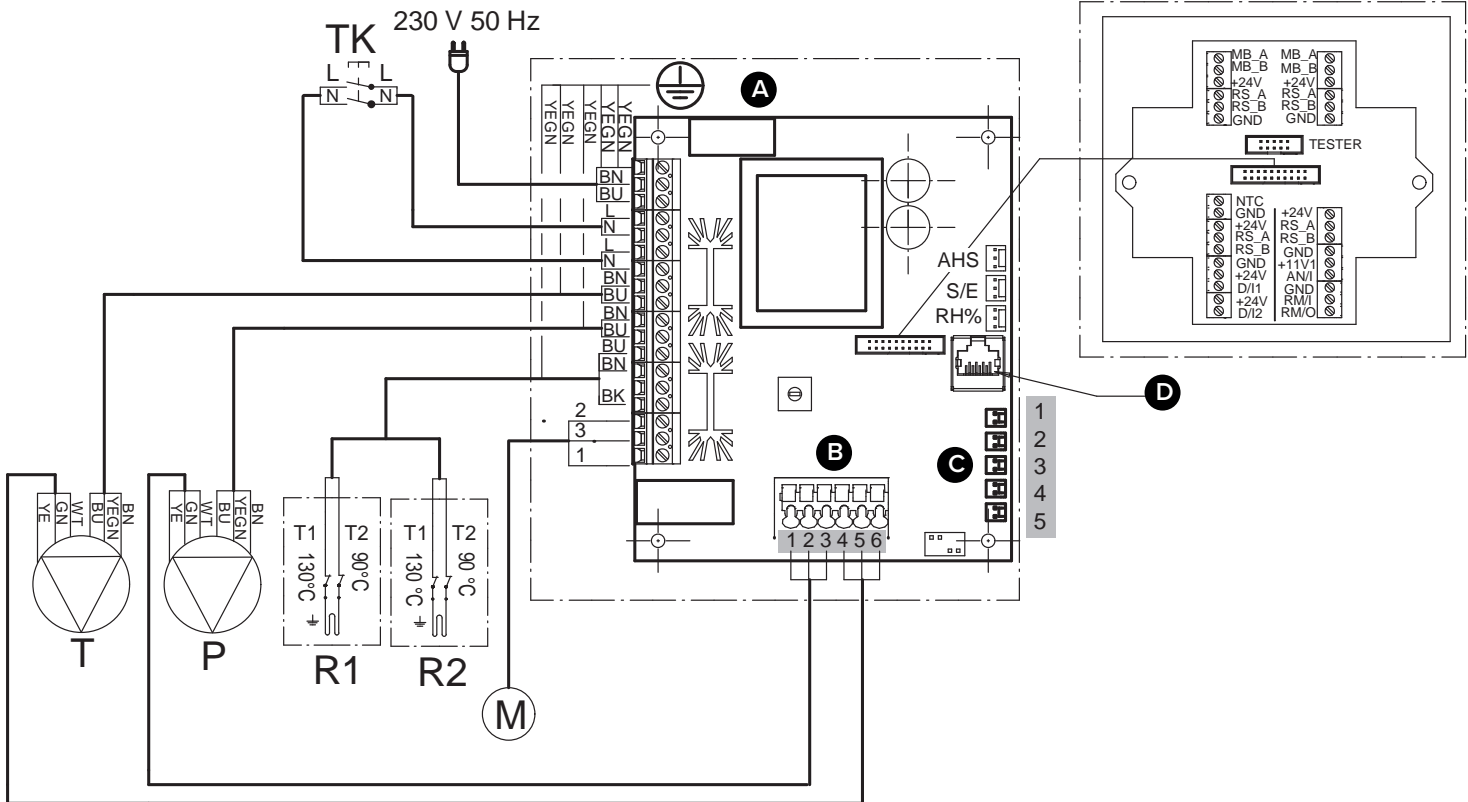 230 V 50 Hz
TK
L L
N N
YEGN
YEGN
YEGN
YEGN
YEGN
A
BN
BU
L
N
L
N
BN
BU
BN
BU
BU
BN
BK
2
3
1
AHS
S/E
RH%
D
B
C
1
2
3
4
5
1 2 3 4 5 6
MB_A MB_A
MB_B MB_B
+24V +24V
RS_A RS_A
RS_B RS_B
GND GND
TESTER
NTC
GND
+24V
RS_A
RS_B
GND
+24V
D/I1
+24V
D/I2
+24V
RS_A
RS_B
GND
+11V1
AN/I
GND
RM/I
RM/O
YE
GN
WT
BU
YEGN
BN
T
YE
GN
WT
BU
YEGN
BN
P
T1 T2
130°C 90°C
R1
T1 T2
130 °C 90 °C
R2
M